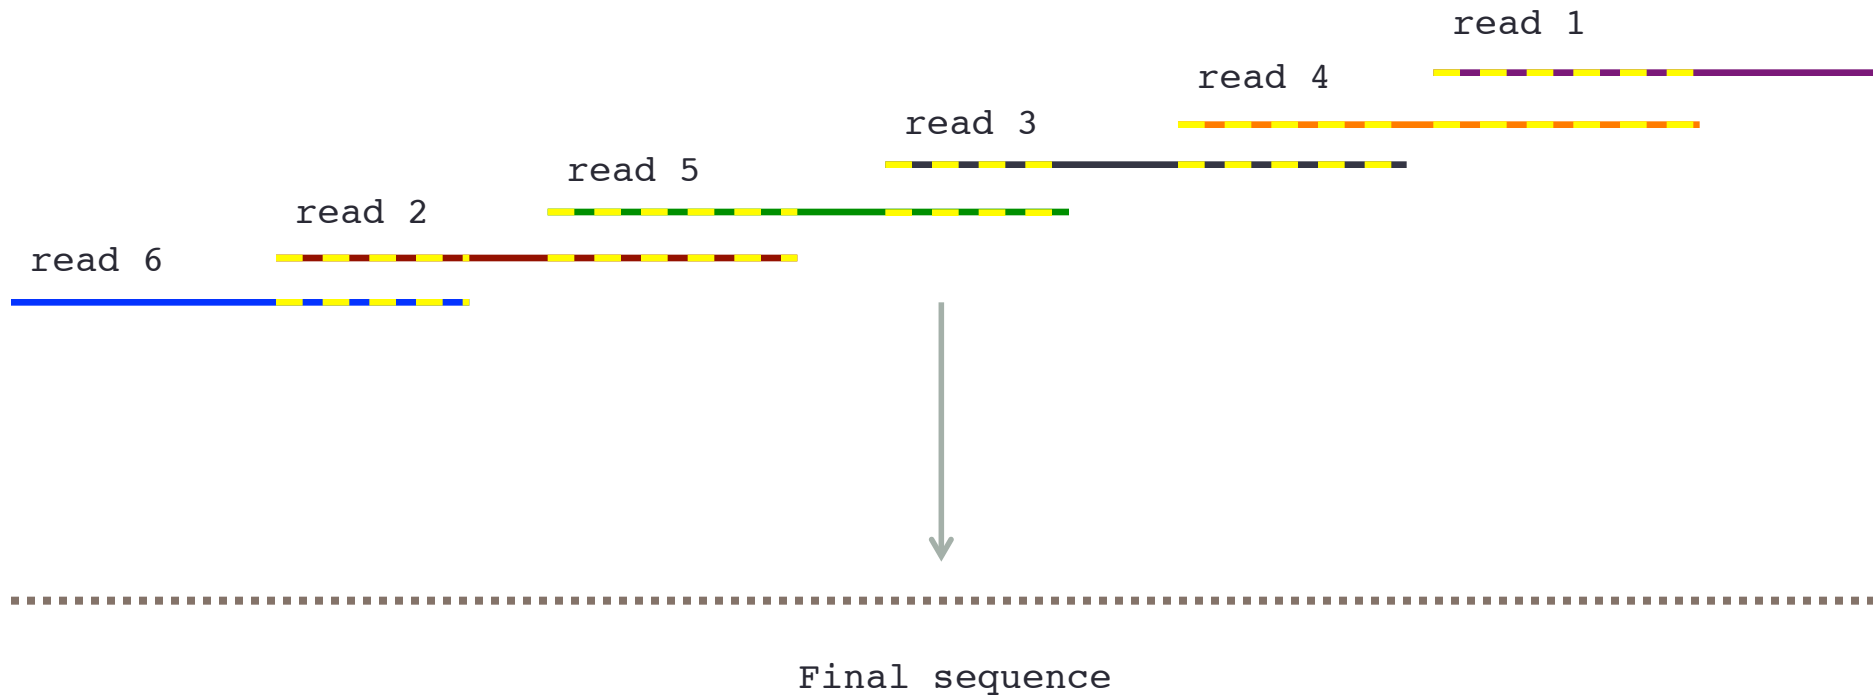 read 1
read 4
read 3
read 5
read 2
read 6
Final sequence